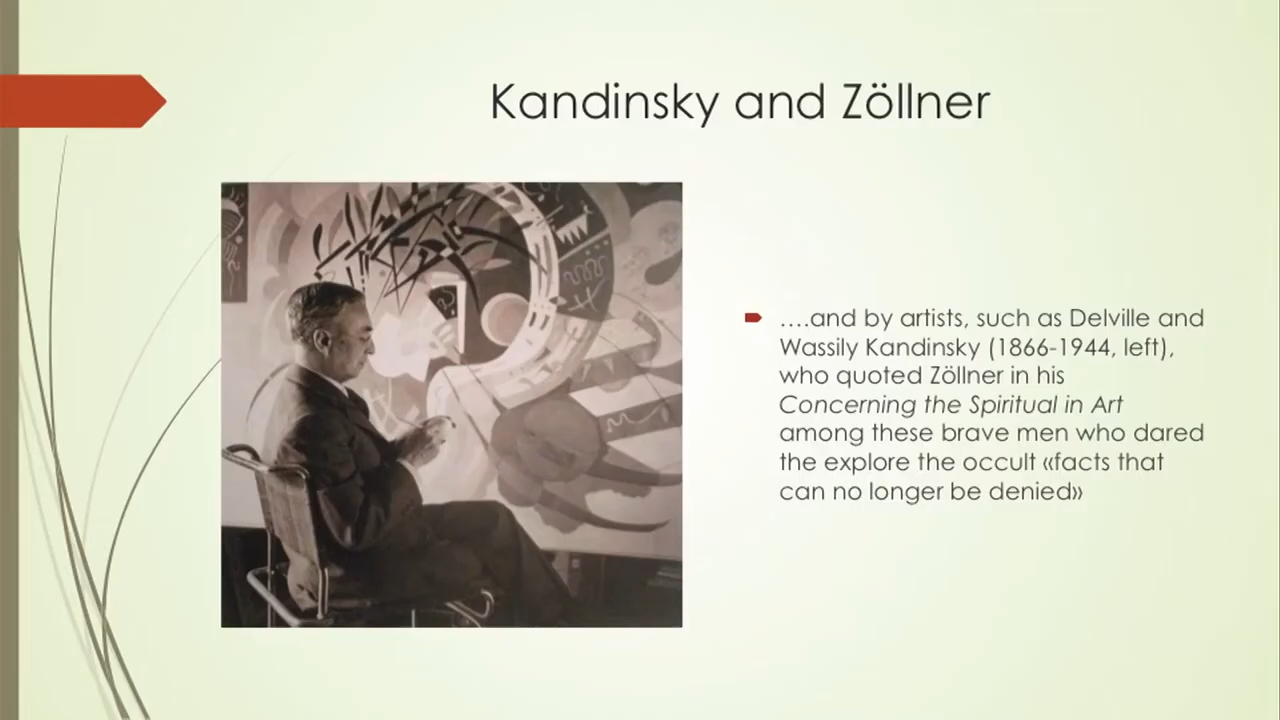 Kandinsky and Zöllner
….and by artists, such as Delville and
Wassily Kandinsky (1866-1944, left),
who quoted Zöllner in his
Concerning the Spiritual in Art
among these brave men who dared
the explore the occult «facts that
can no longer be denied»